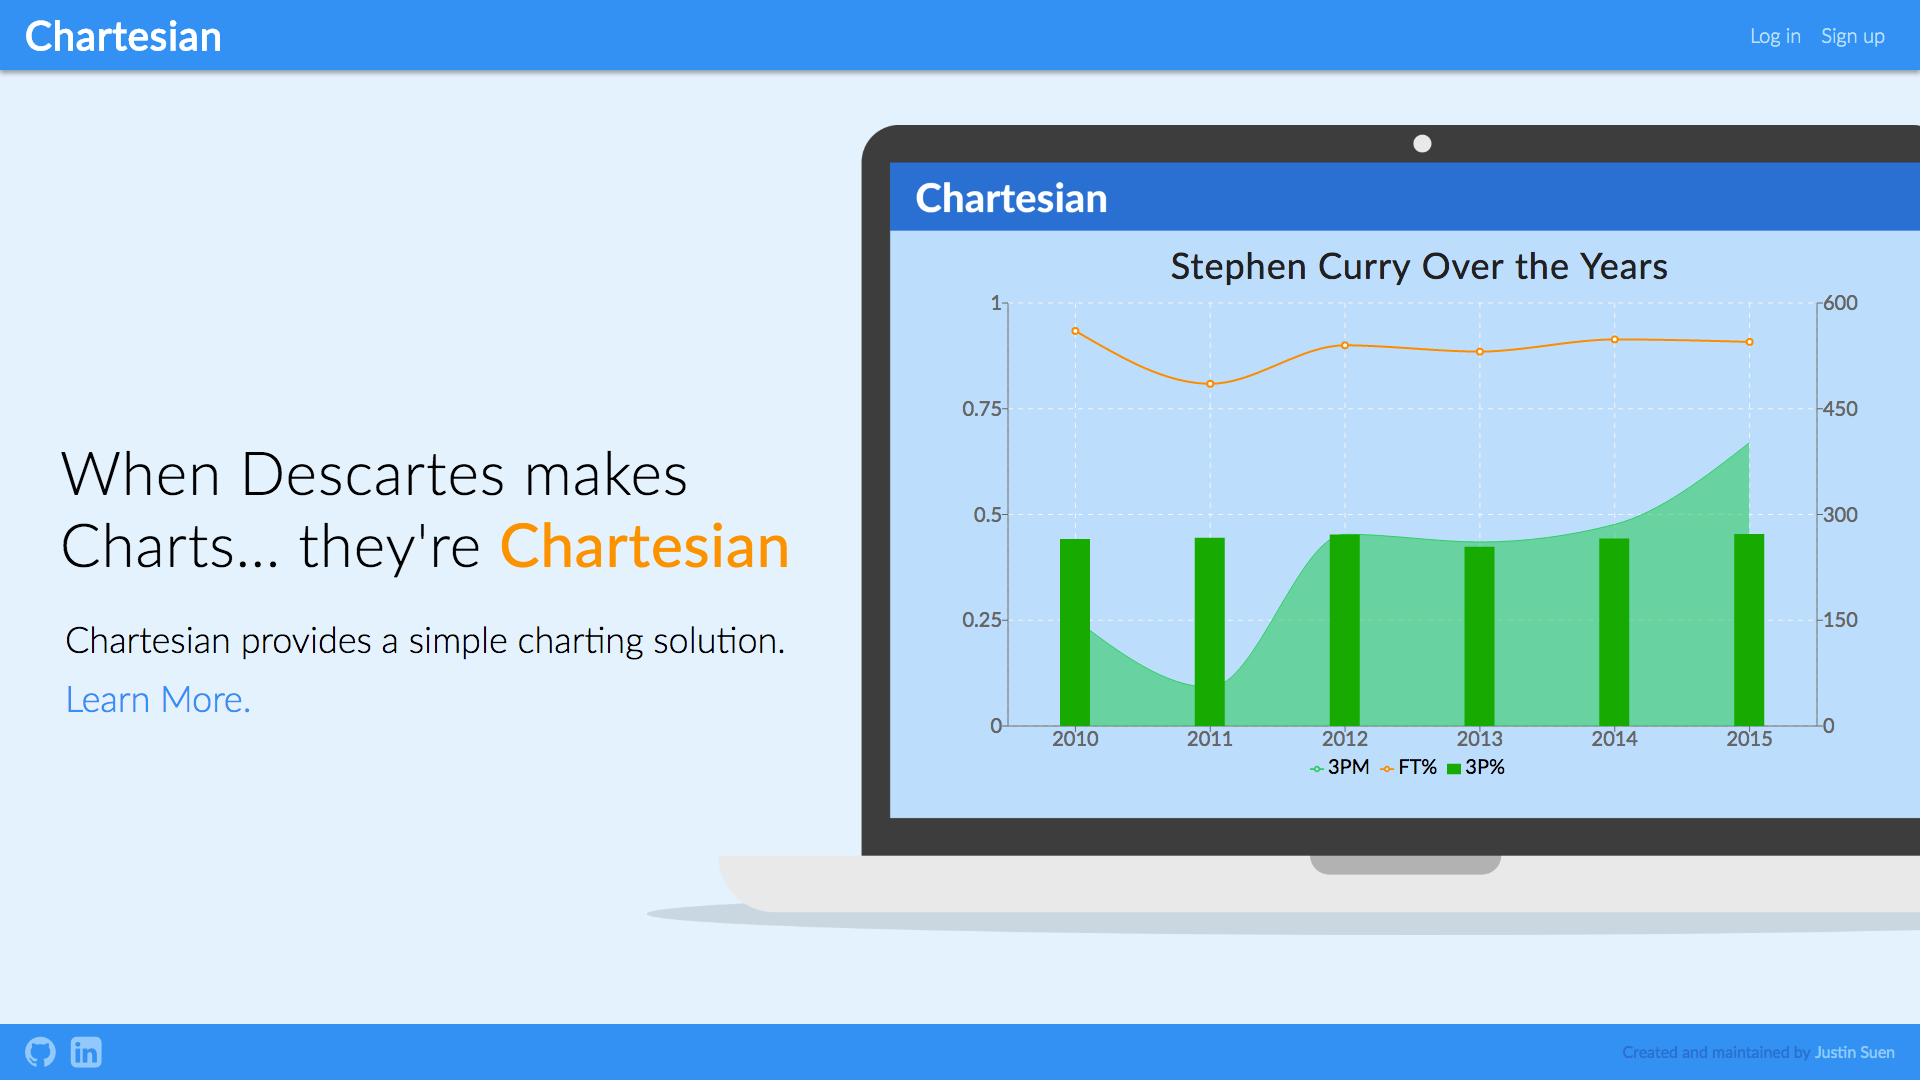 Chartesian
Log in Sign up
Chartesian
Stephen Curry Over the Years
1 600
0.75 450
0.5 300
0.25 150
0 0
2010 2011 2012 2013 2014 2015
3PM FT% 3P%
When Descartes makes
Charts... they're Chartesian
Chartesian provides a simple charting solution.
Learn More.
in
Created and maintained by Justin Suen